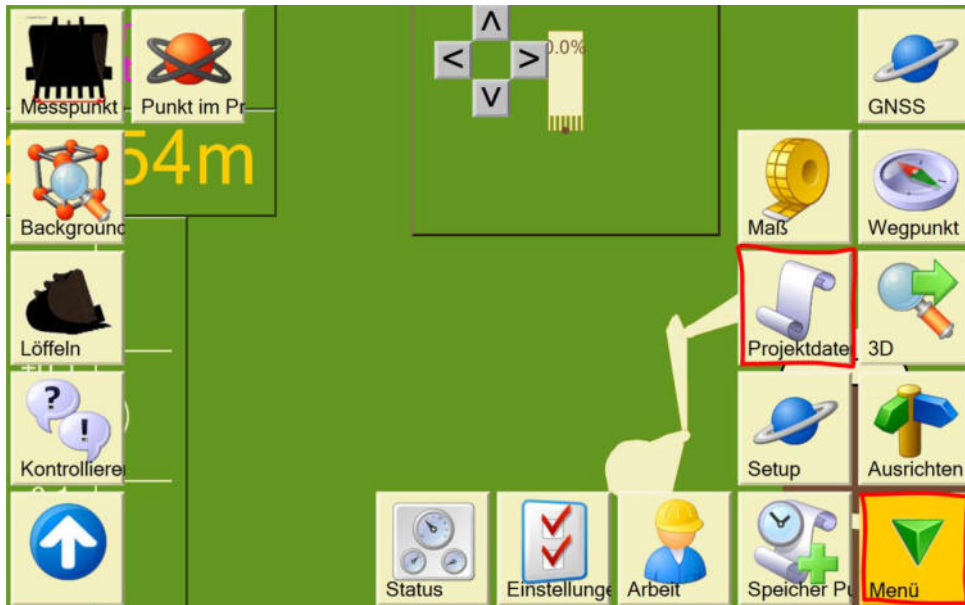 Messpunkt
Punkt im Pr
0.0%
GNSS
54m
Background
Maß
Wegpunkt
Löffeln
Projektdate
3D
Kontrolliere
Setup
Ausrichten
Status
Einstellunge
Arbeit
Speicher Pu
Menü